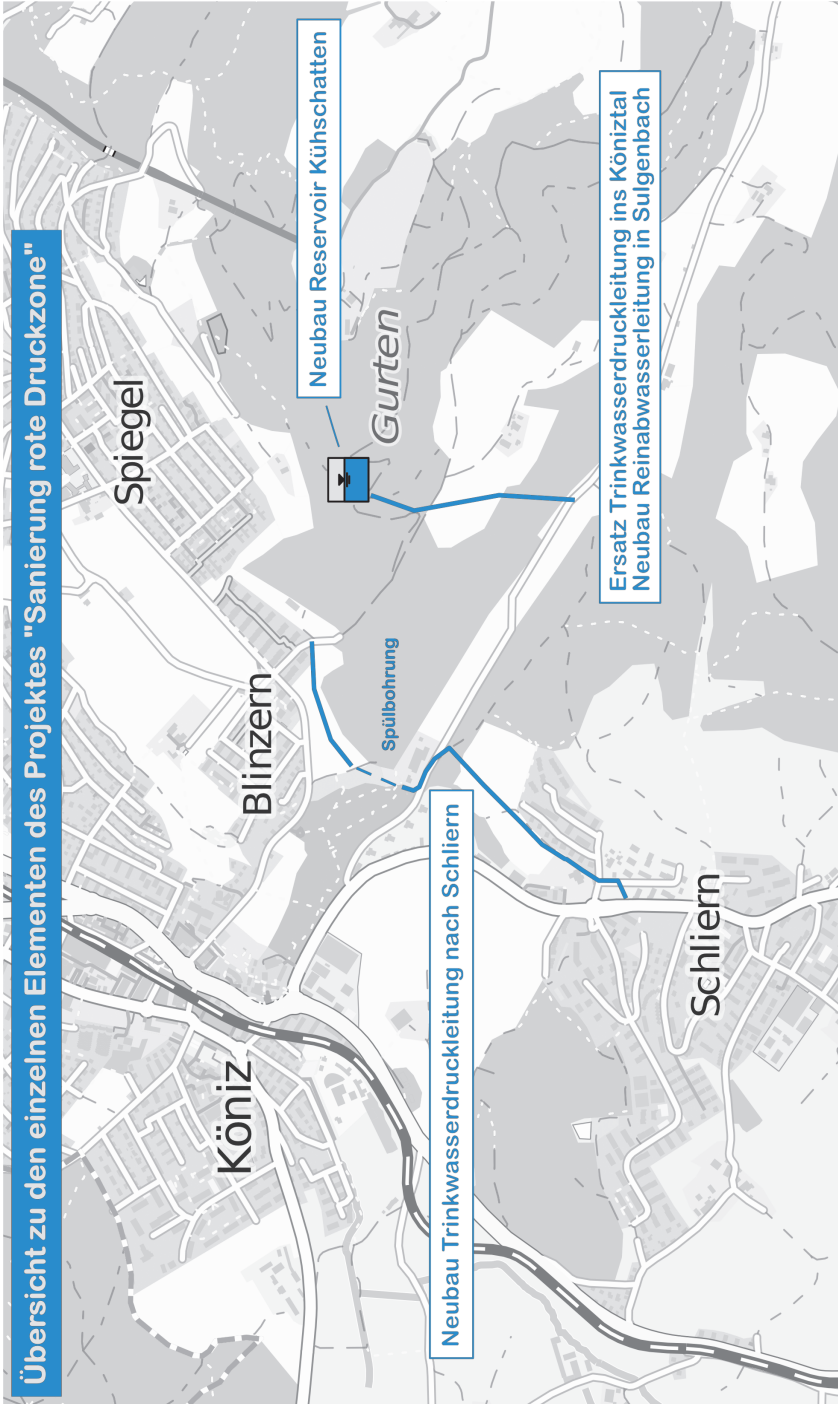 Übersicht zu den einzelnen Elementen des Projektes "Sanierung rote Druckzone"
Spiegel
Blinzern
Köniz
Neubau Reservoir Kühschatten
Gurten
Spülbohrung
Neubau Trinkwasserdruckleitung nach Schliern
Ersatz Trinkwasserdruckleitung ins Köniztal
Neubau Reinabwasserleitung in Sulgenbach
Schliern